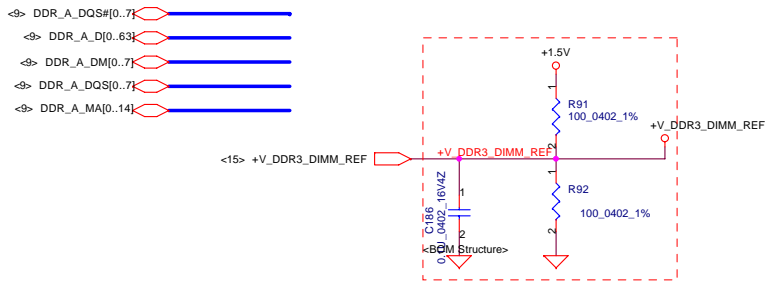 <9> DDR_A_DQS#[0..7]
<9> DDR_A_D[0..63]
<9> DDR_A_DM[0..7]
<9> DDR_A_DQS[0..7]
<9> DDR_A_MA[0..14]
+1.5V
1
R91
100_0402_1%
2
+V_DDR3_DIMM_REF
<15> +V_DDR3_DIMM_REF
+V_DDR3_DIMM_REF
1
R92
100_0402_1%
2
1
C186
0.1U_0402_16V4Z
2
<BOM Structure>